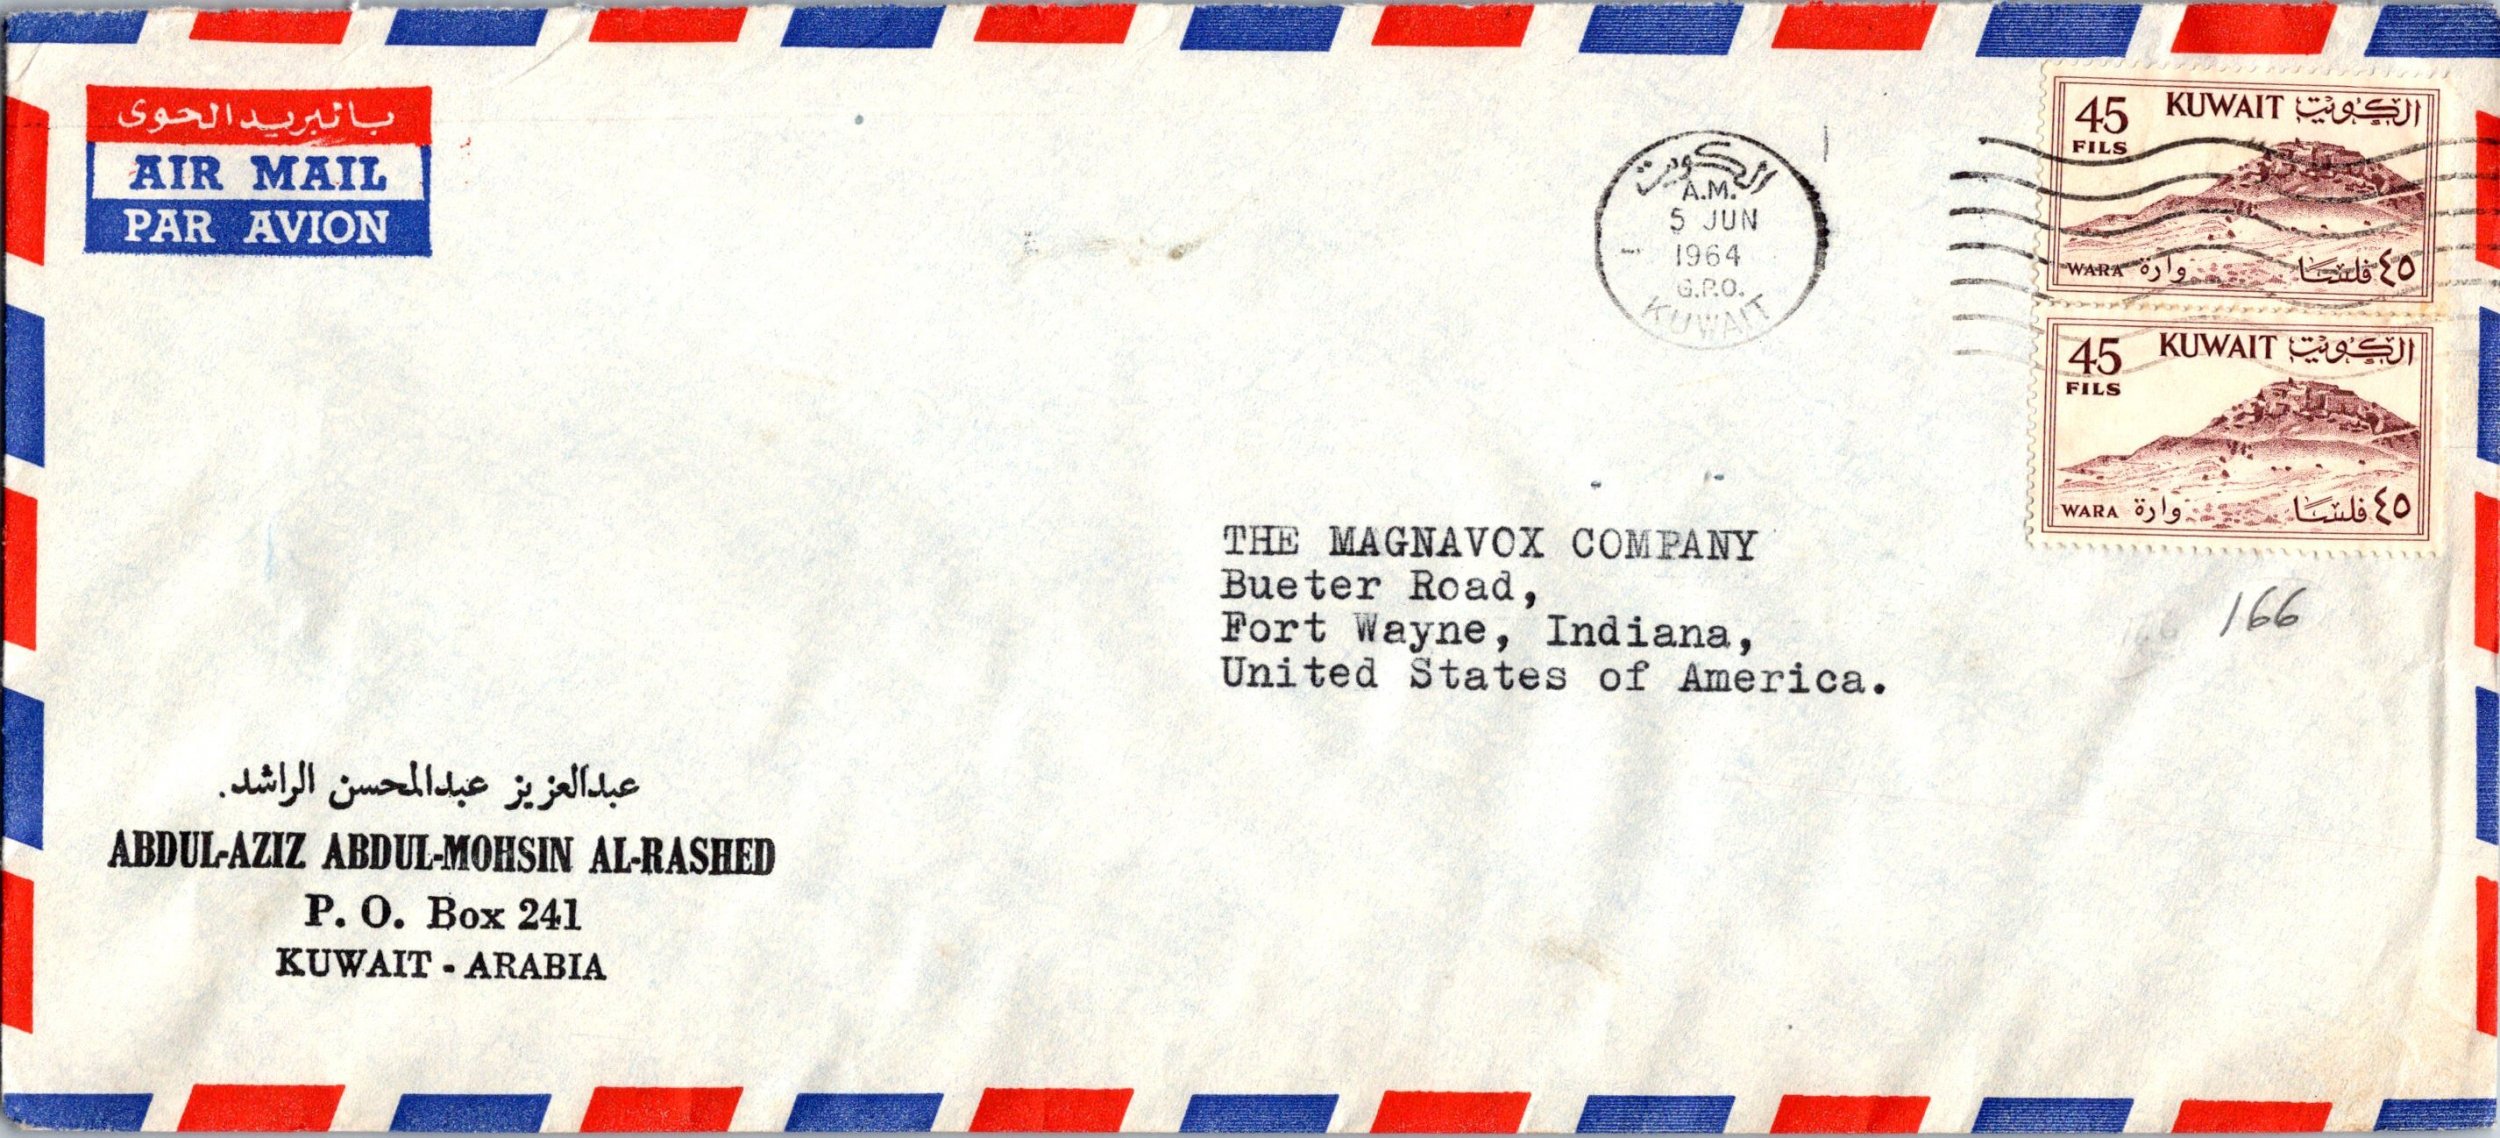 بالبريد الجوى
AIR MAIL
PAR AVION
الكويت
A.M.
5 JUN
1964
G.P.O.
KUWAIT
45 KUWAIT الكويت
FILS
WARA وارة ٤٥ فلسا
45 KUWAIT الكويت
FILS
WARA وارة ٤٥ فلسا
THE MAGNAVOX COMPANY
Bueter Road,
Fort Wayne, Indiana,
United States of America.
166
166
عبدالعزيز عبدالمحسن الراشد.
ABDUL-AZIZ ABDUL-MOHSIN AL-RASHED
P. O. Box 241
KUWAIT - ARABIA